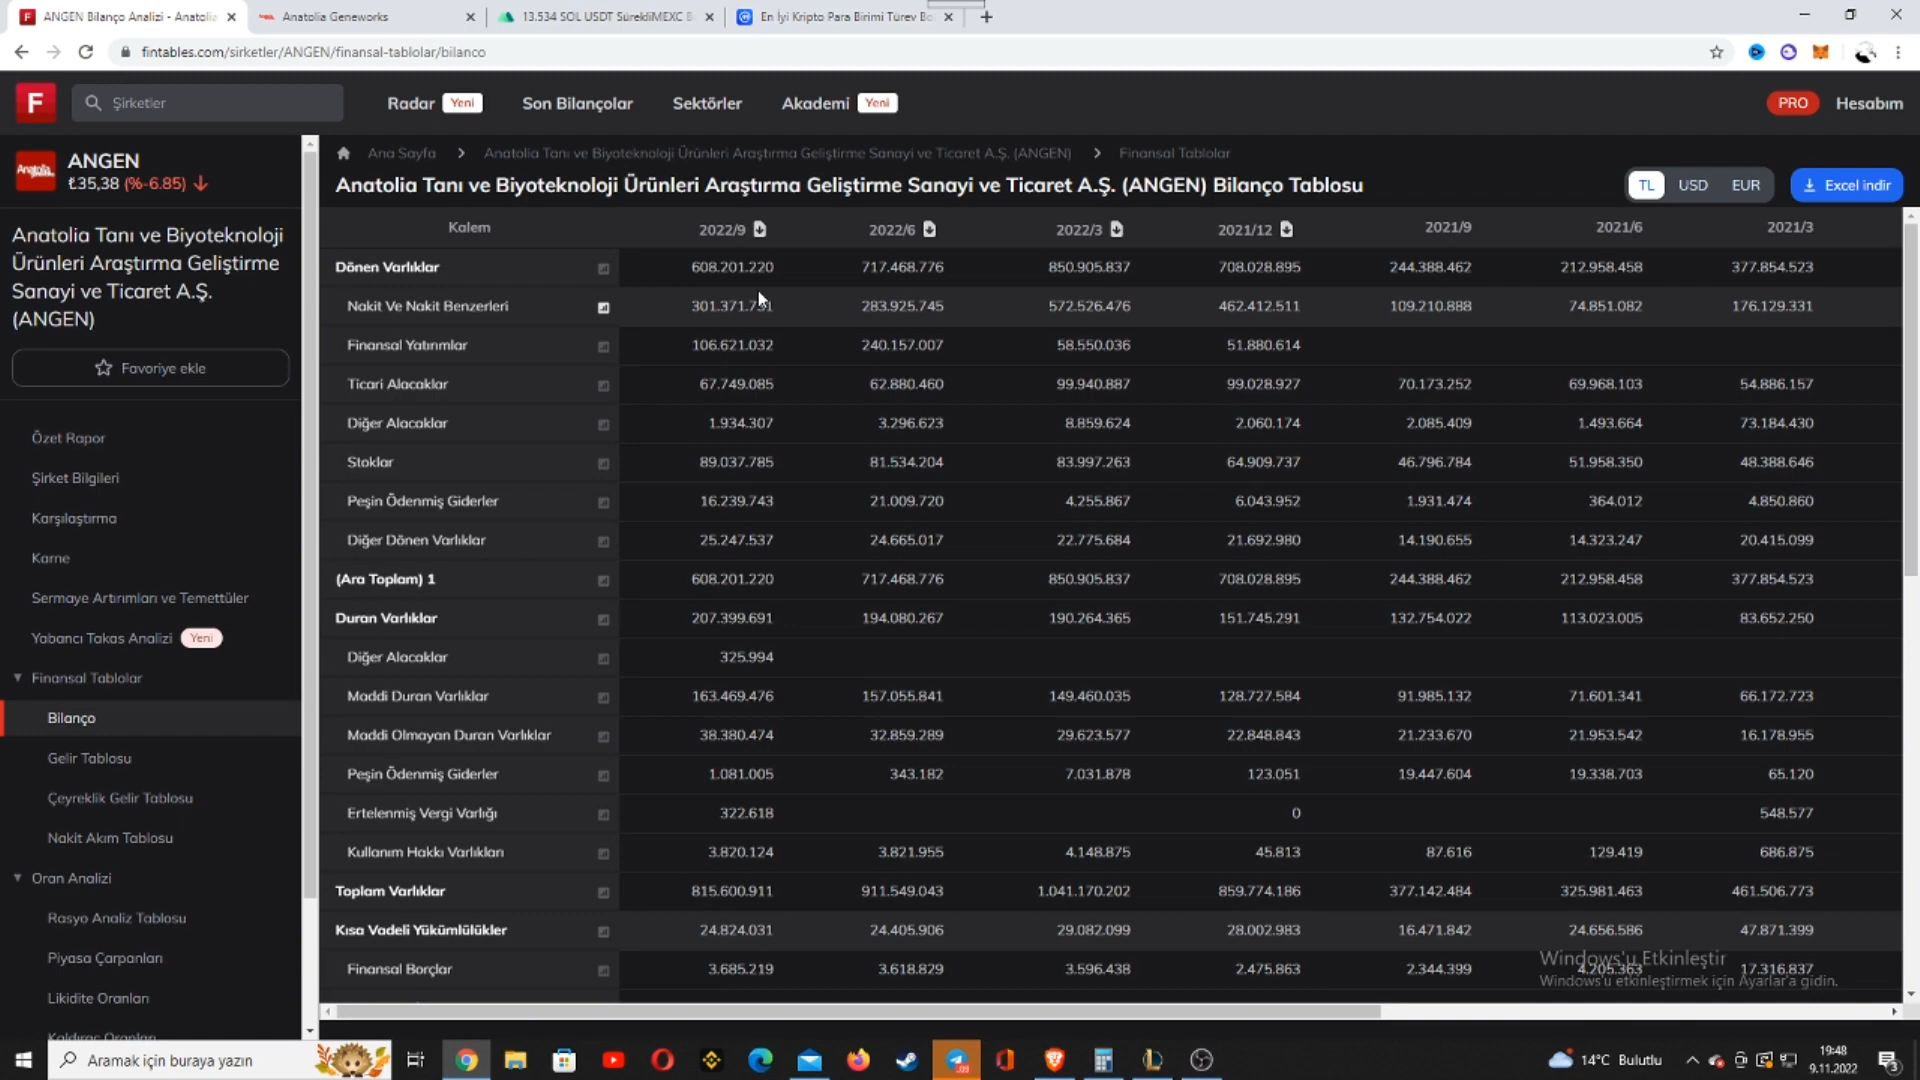 ANGEN Bilanço Analizi - Anatolia
Anatolia Geneworks
13.534 SOL USDT SürekliMEXC B
En İyi Kripto Para Birimi Türev Bo
fintables.com/sirketler/ANGEN/finansal-tablolar/bilanco
F
Şirketler
Radar Yeni
Son Bilançolar
Sektörler
Akademi Yeni
PRO
Hesabım
ANGEN
₺35,38 (%-6.85)
Anatolia Tanı ve Biyoteknoloji
Ürünleri Araştırma Geliştirme
Sanayi ve Ticaret A.Ş.
(ANGEN)
Favoriye ekle
Özet Rapor
Şirket Bilgileri
Karşılaştırma
Karne
Sermaye Artırımları ve Temettüler
Yabancı Takas Analizi Yeni
Finansal Tablolar
Bilanço
Gelir Tablosu
Çeyreklik Gelir Tablosu
Nakit Akım Tablosu
Oran Analizi
Rasyo Analiz Tablosu
Piyasa Çarpanları
Likidite Oranları
Kaldıraç Oranları
Ana Sayfa > Anatolia Tanı ve Biyoteknoloji Ürünleri Araştırma Geliştirme Sanayi ve Ticaret A.Ş. (ANGEN) > Finansal Tablolar
Anatolia Tanı ve Biyoteknoloji Ürünleri Araştırma Geliştirme Sanayi ve Ticaret A.Ş. (ANGEN) Bilanço Tablosu
TL USD EUR
Excel indir
Kalem 2022/9 2022/6 2022/3 2021/12 2021/9 2021/6 2021/3
Dönen Varlıklar 608.201.220 717.468.776 850.905.837 708.028.895 244.388.462 212.958.458 377.854.523
Nakit Ve Nakit Benzerleri 301.371.731 283.925.745 572.526.476 462.412.511 109.210.888 74.851.082 176.129.331
Finansal Yatırımlar 106.621.032 240.157.007 58.550.036 51.880.614
Ticari Alacaklar 67.749.085 62.880.460 99.940.887 99.028.927 70.173.252 69.968.103 54.886.157
Diğer Alacaklar 1.934.307 3.296.623 8.859.624 2.060.174 2.085.409 1.493.664 73.184.430
Stoklar 89.037.785 81.534.204 83.997.263 64.909.737 46.796.784 51.958.350 48.388.646
Peşin Ödenmiş Giderler 16.239.743 21.009.720 4.255.867 6.043.952 1.931.474 364.012 4.850.860
Diğer Dönen Varlıklar 25.247.537 24.665.017 22.775.684 21.692.980 14.190.655 14.323.247 20.415.099
(Ara Toplam) 1 608.201.220 717.468.776 850.905.837 708.028.895 244.388.462 212.958.458 377.854.523
Duran Varlıklar 207.399.691 194.080.267 190.264.365 151.745.291 132.754.022 113.023.005 83.652.250
Diğer Alacaklar 325.994
Maddi Duran Varlıklar 163.469.476 157.055.841 149.460.035 128.727.584 91.985.132 71.601.341 66.172.723
Maddi Olmayan Duran Varlıklar 38.380.474 32.859.289 29.623.577 22.848.843 21.233.670 21.953.542 16.178.955
Peşin Ödenmiş Giderler 1.081.005 343.182 7.031.878 123.051 19.447.604 19.338.703 65.120
Ertelenmiş Vergi Varlığı 322.618 0 548.577
Kullanım Hakkı Varlıkları 3.820.124 3.821.955 4.148.875 45.813 87.616 129.419 686.875
Toplam Varlıklar 815.600.911 911.549.043 1.041.170.202 859.774.186 377.142.484 325.981.463 461.506.773
Kısa Vadeli Yükümlülükler 24.824.031 24.405.906 29.082.099 28.002.983 16.471.842 24.656.586 47.871.399
Finansal Borçlar 3.685.219 3.618.829 3.596.438 2.475.863 2.344.399 4.205.363 17.316.837
Windows'u Etkinleştir
Windows'u etkinleştirmek için Ayarlar'a gidin.
Aramak için buraya yazın
14°C Bulutlu
19:48
9.11.2022
3